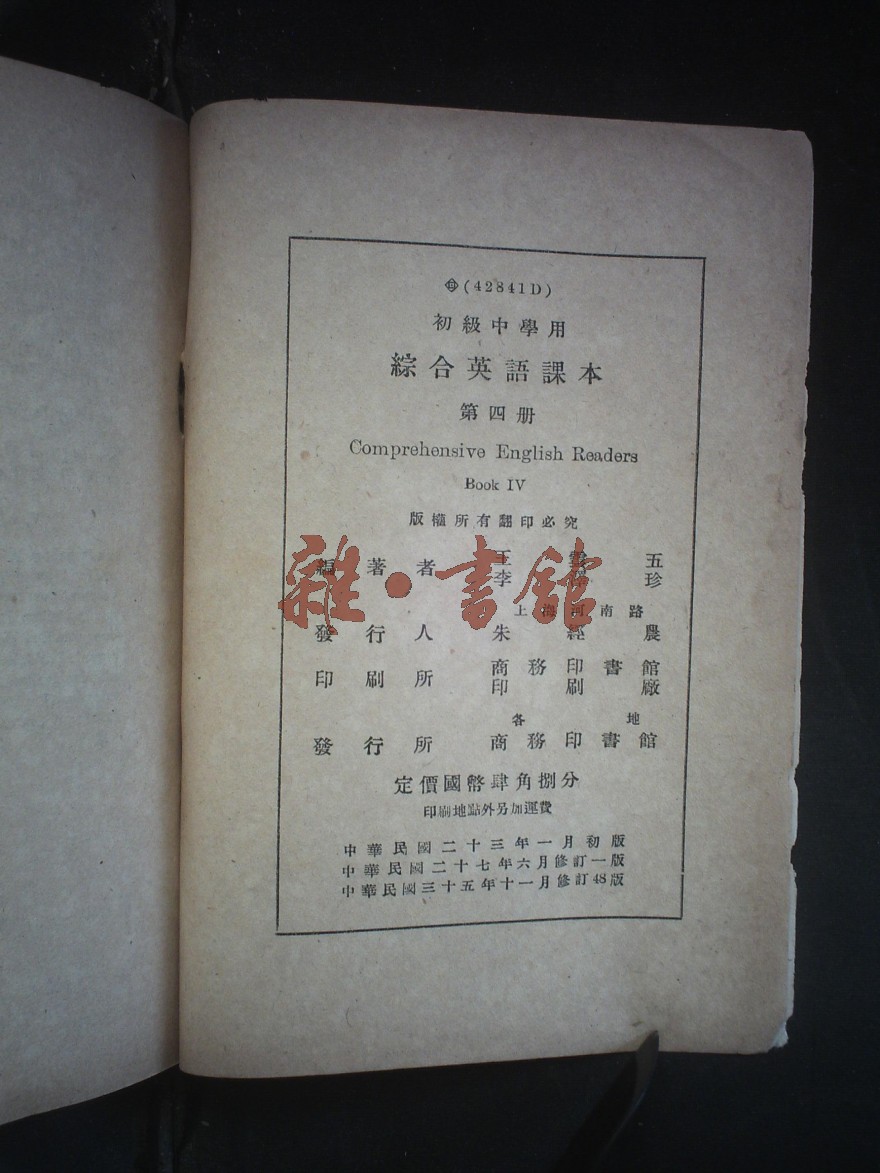 (42841D)
初級中學用
綜合英語課本
第四册
Comprehensive English Readers
Book IV
版權所有翻印必究
編著者 王雲五
李 珍
上海河南路
發行人 朱經農
印刷所 商務印書館
印刷廠
各地
發行所 商務印書館
定價國幣肆角捌分
印刷地點外另加運費
中華民國二十三年一月初版
中華民國二十七年六月修訂一版
中華民國三十五年十一月修訂48版
雜·書館